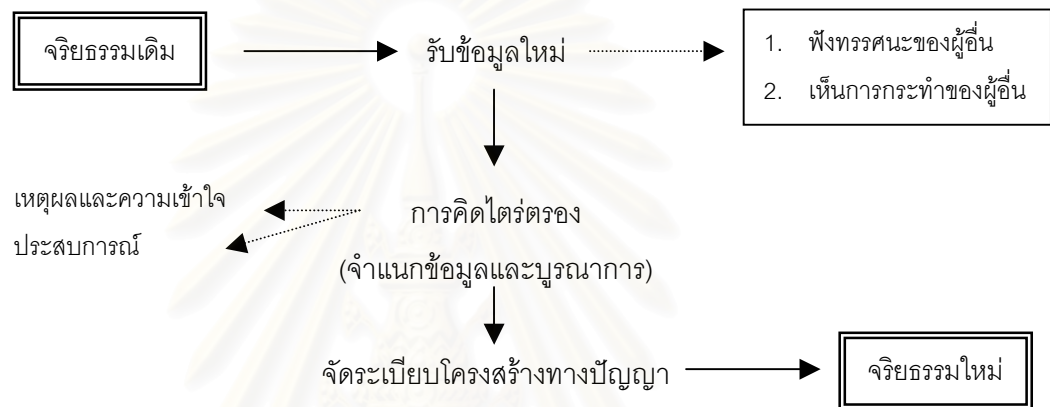 จริยธรรมเดิม
รับข้อมูลใหม่
1. ฟังทรรศนะของผู้อื่น
2. เห็นการกระทำของผู้อื่น
เหตุผลและความเข้าใจ
ประสบการณ์
การคิดไตร่ตรอง
(จำแนกข้อมูลและบูรณาการ)
จัดระเบียบโครงสร้างทางปัญญา
จริยธรรมใหม่